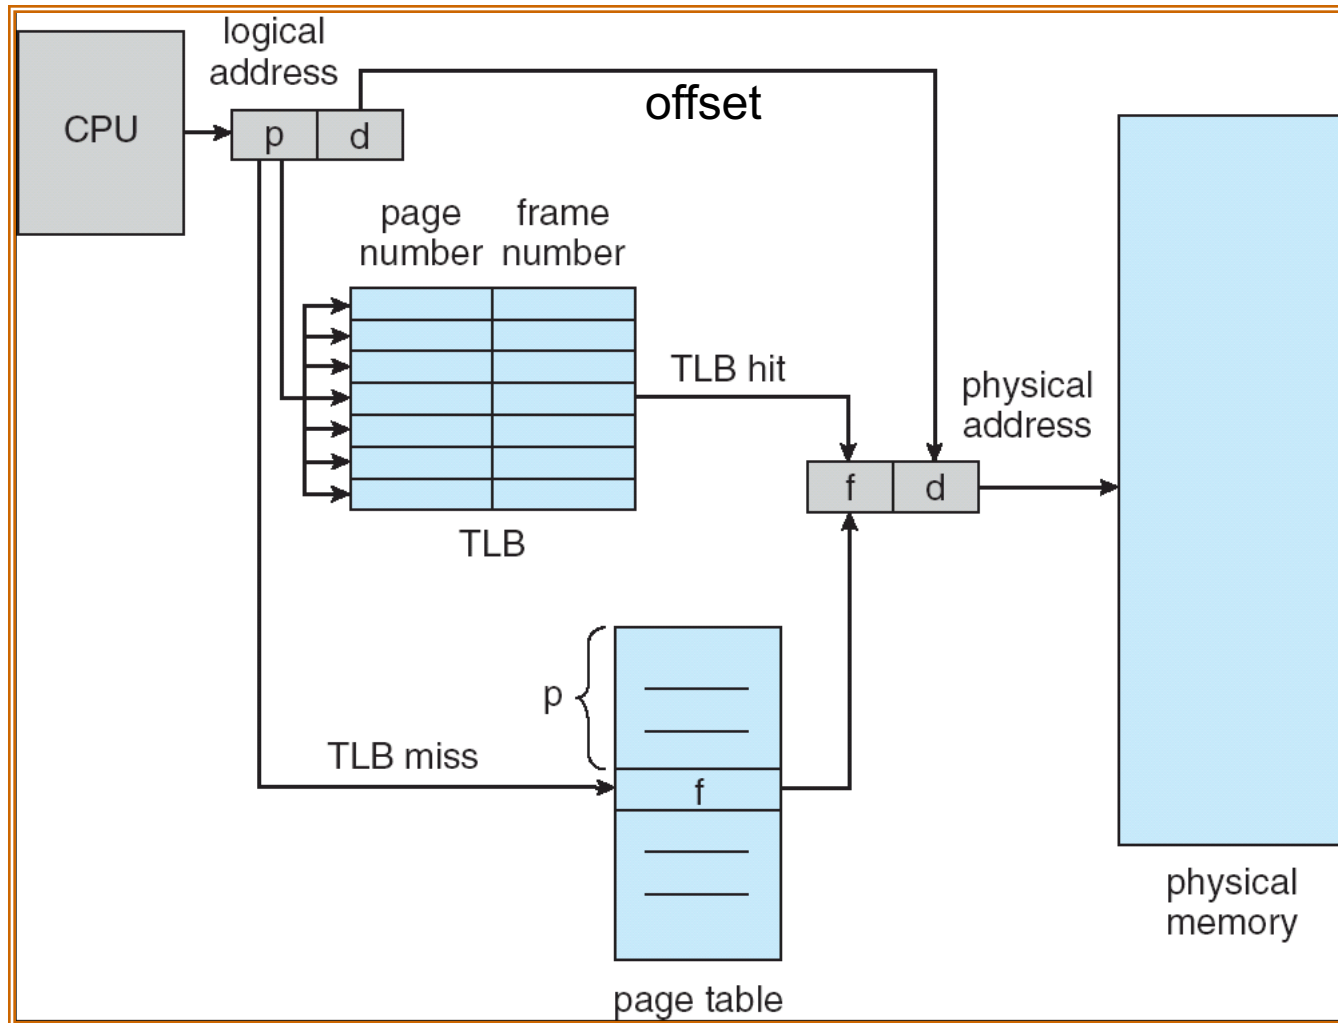 logical
address
offset
CPU
p
d
page
number
frame
number
TLB hit
physical
address
f
d
TLB
p
TLB miss
f
physical
memory
page table